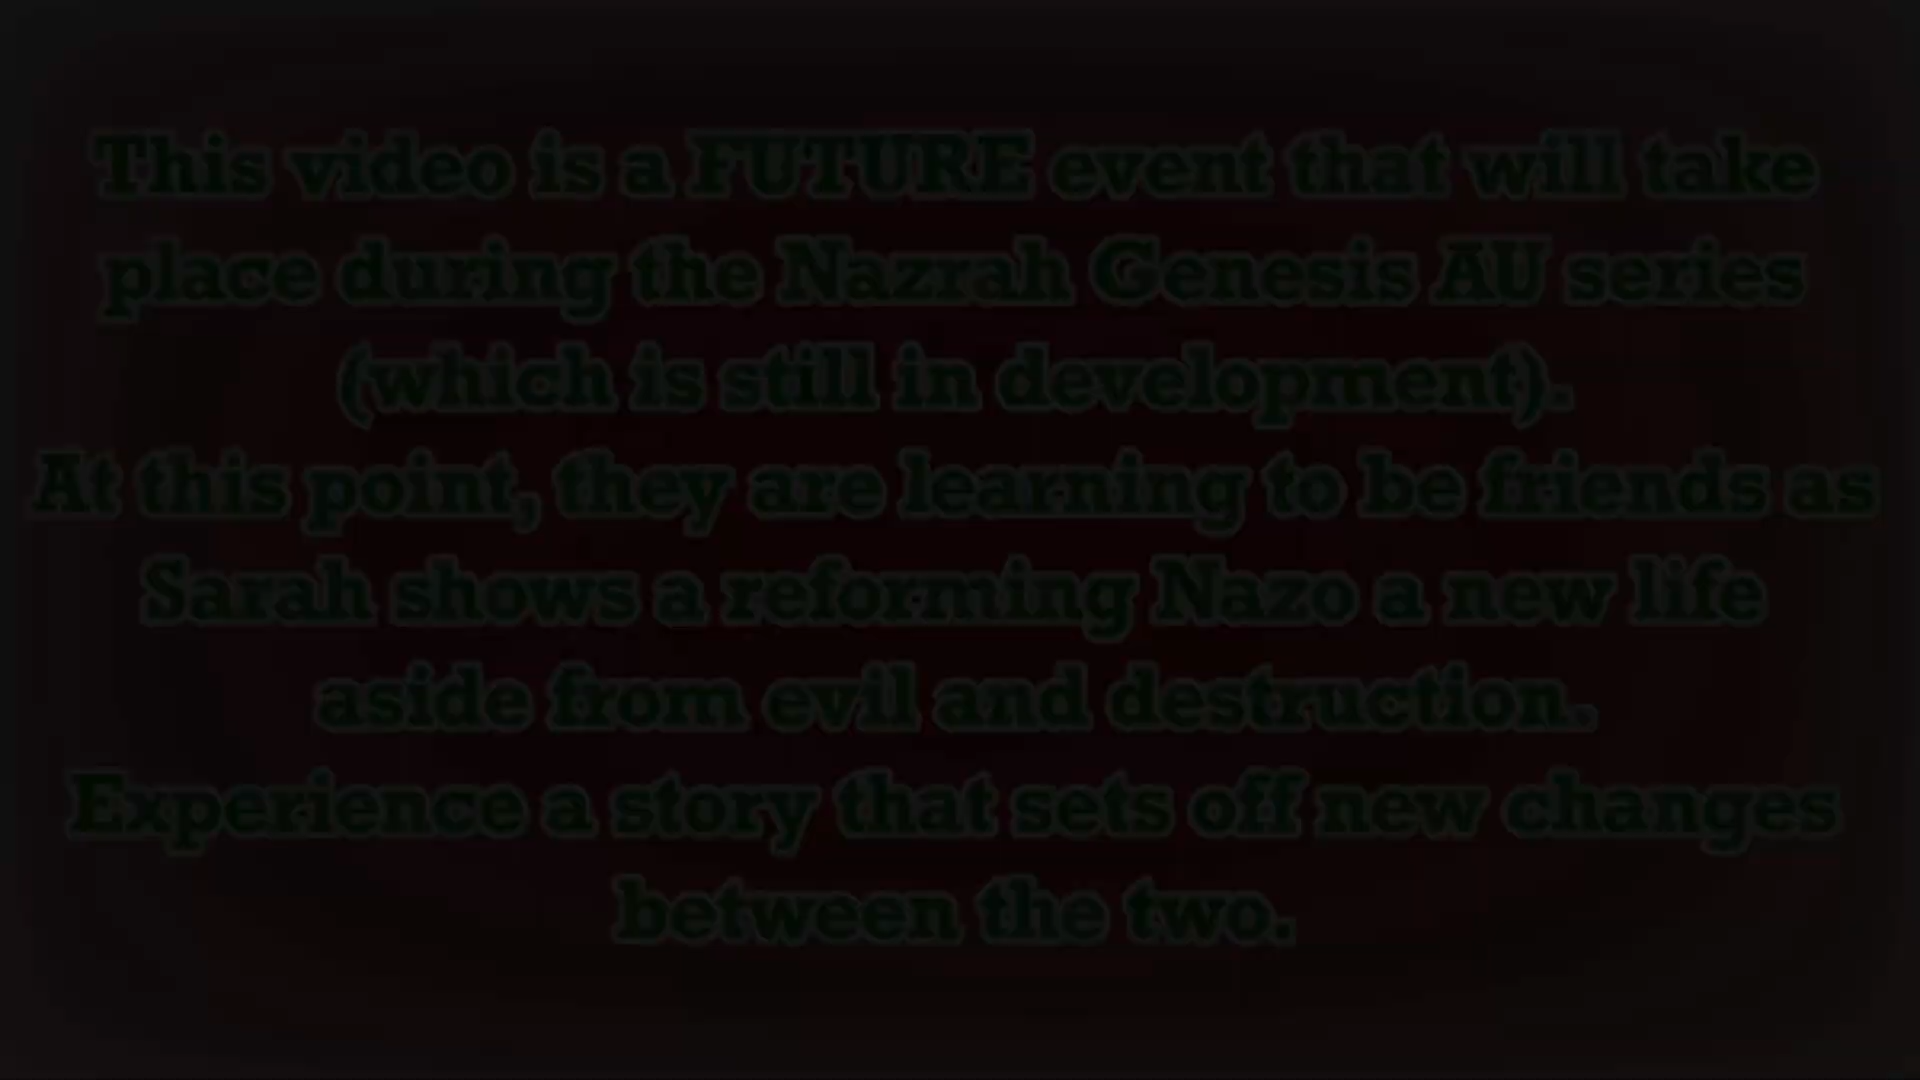 This video is a FUTURE event that will take
place during the Nazrah Genesis AU series
(which is still in development).
At this point, they are learning to be friends as
Sarah shows a reforming Nazo a new life
aside from evil and destruction.
Experience a story that sets off new changes
between the two.